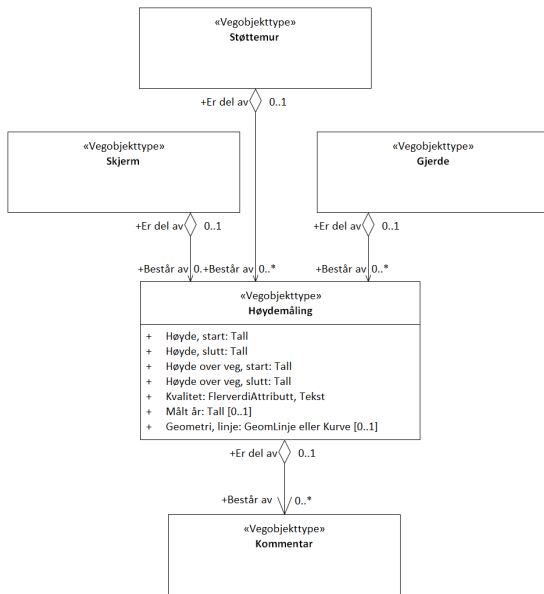 «Vegobjekttype»
Støttemur
+Er del av 0..1
«Vegobjekttype»
Skjerm
«Vegobjekttype»
Gjerde
+Er del av 0..1
+Er del av 0..1
+Består av 0..+Består av 0..*
+Består av 0..*
«Vegobjekttype»
Høydemåling
+ Høyde, start: Tall
+ Høyde, slutt: Tall
+ Høyde over veg, start: Tall
+ Høyde over veg, slutt: Tall
+ Kvalitet: FlerverdiAttributt, Tekst
+ Målt år: Tall [0..1]
+ Geometri, linje: GeomLinje eller Kurve [0..1]
+Er del av 0..1
+Består av 0..*
«Vegobjekttype»
Kommentar